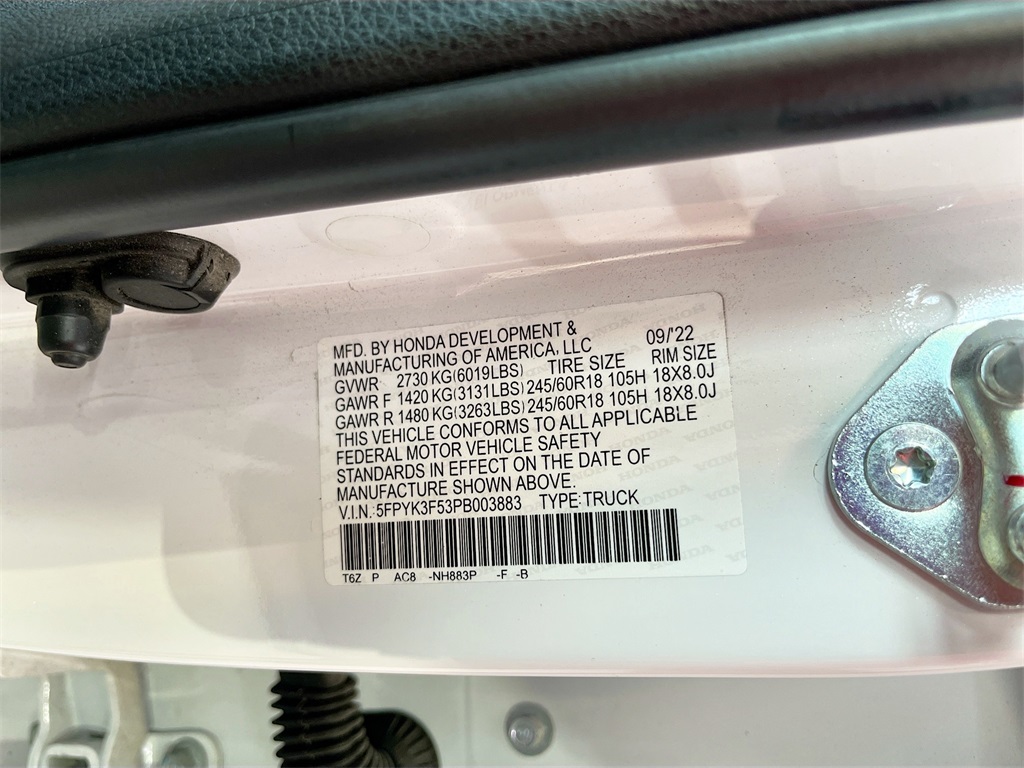 MFD. BY HONDA DEVELOPMENT & 09/'22
MANUFACTURING OF AMERICA, LLC
TIRE SIZE RIM SIZE
GVWR 2730 KG(6019LBS)
GAWR F 1420 KG(3131LBS) 245/60R18 105H 18X8.0J
GAWR R 1480 KG(3263LBS) 245/60R18 105H 18X8.0J
THIS VEHICLE CONFORMS TO ALL APPLICABLE
FEDERAL MOTOR VEHICLE SAFETY
STANDARDS IN EFFECT ON THE DATE OF
MANUFACTURE SHOWN ABOVE.
V.I.N.:5FPYK3F53PB003883 TYPE:TRUCK
T6Z P AC8 -NH883P -F -B